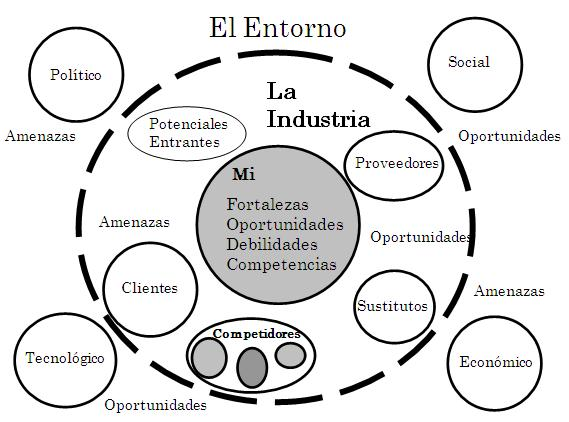 El Entorno
Político
Social
La
Industria
Amenazas
Potenciales
Entrantes
Oportunidades
Proveedores
Mi
Fortalezas
Oportunidades
Debilidades
Competencias
Amenazas
Oportunidades
Clientes
Amenazas
Sustitutos
Competidores
Tecnológico
Económico
Oportunidades